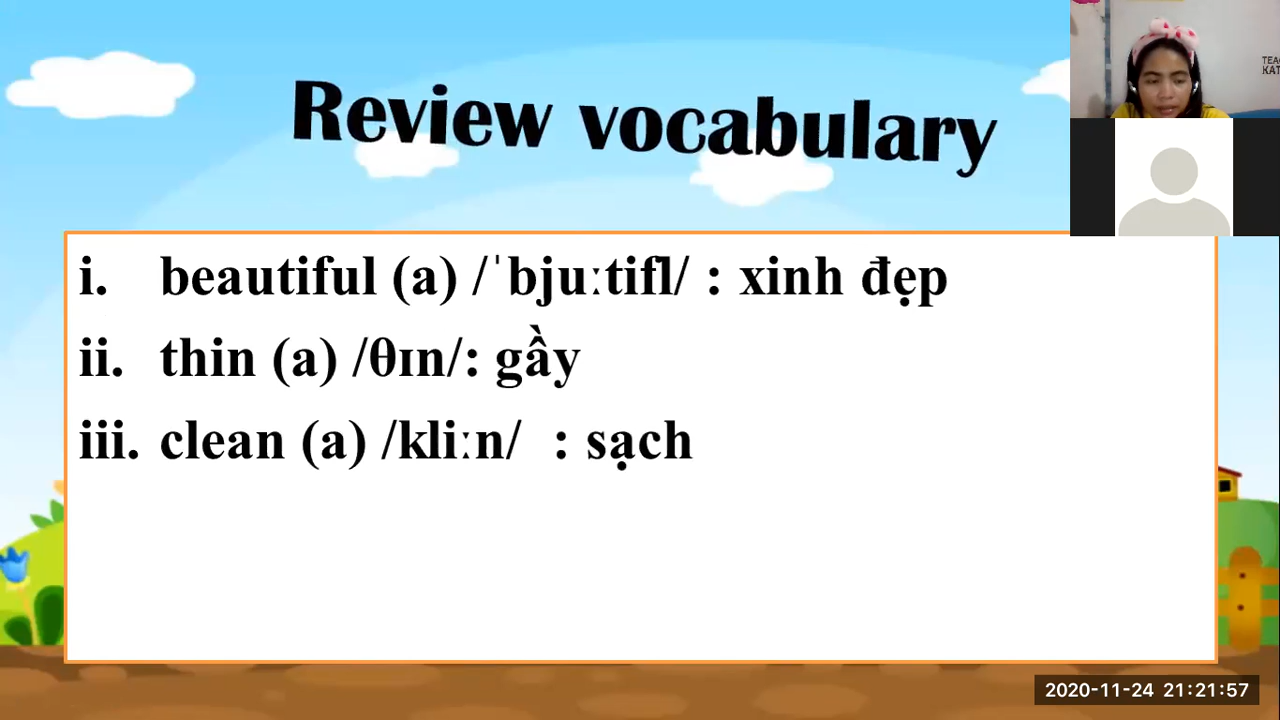 Review vocabulary
i. beautiful (a) /ˈbjuːtifl/ : xinh đẹp
ii. thin (a) /θɪn/: gầy
iii. clean (a) /kliːn/ : sạch
2020-11-24 21:21:57